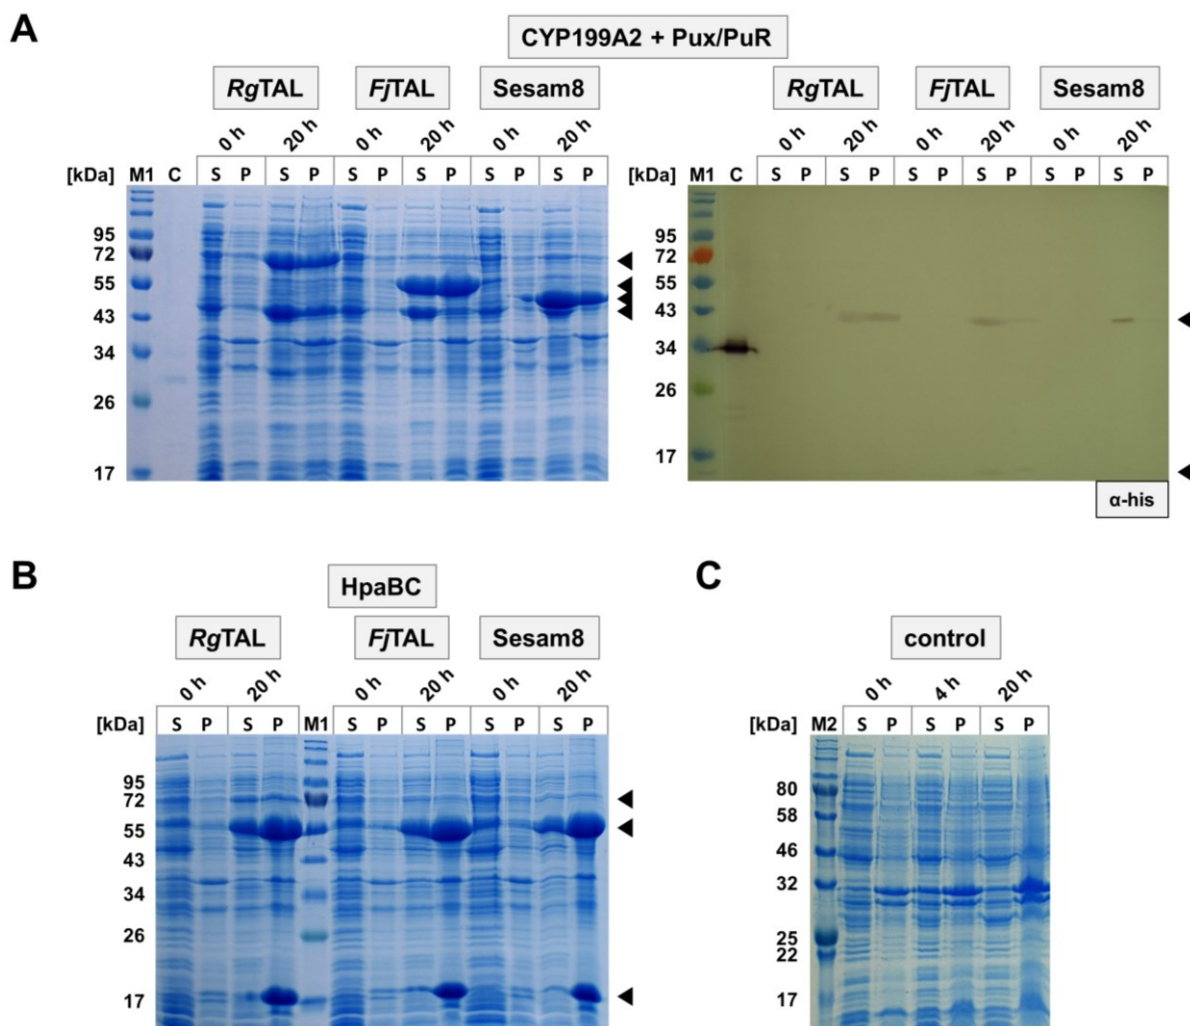 A
CYP199A2 + Pux/PuR
RgTAL FjTAL Sesam8 RgTAL FjTAL Sesam8
0 h 20 h 0 h 20 h 0 h 20 h 0 h 20 h 0 h 20 h 0 h 20 h
[kDa] M1 C S P S P S P S P S P S P [kDa] M1 C S P S P S P S P S P S P
95 95
72 72
55 55
43 43
34 34
26 26
17 17
α-his
B C
HpaBC
RgTAL FjTAL Sesam8 control
0 h 20 h 0 h 20 h 0 h 20 h 0 h 4 h 20 h
[kDa] S P S P M1 S P S P S P S P [kDa] M2 S P S P S P
95 80
72 58
55 46
43 32
34 25
26 22
17 17